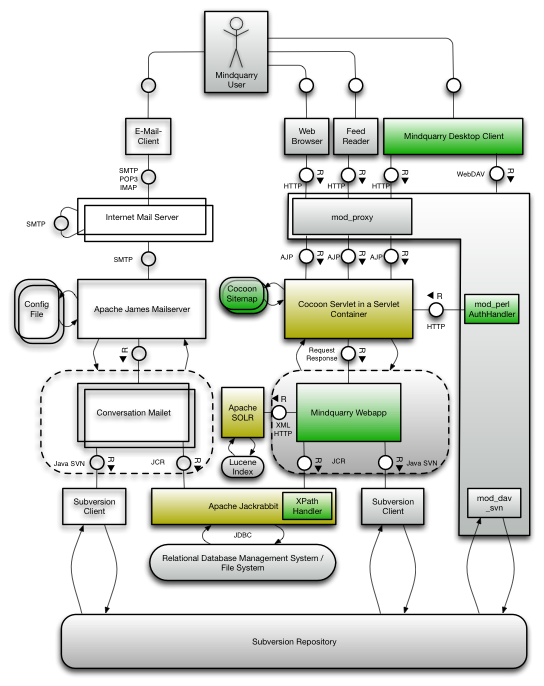 Mindquarry
User
E-Mail-
Client
Web
Browser
Feed
Reader
Mindquarry Desktop Client
SMTP
POP3
IMAP
R
HTTP
R
HTTP
R
HTTP
WebDAV
R
SMTP
Internet Mail Server
mod_proxy
SMTP
AJP
R
AJP
R
AJP
R
Config
File
Apache James Mailserver
Cocoon
Sitemap
Cocoon Servlet in a Servlet
Container
R
HTTP
mod_perl
AuthHandler
R
Request
Response
R
Conversation Mailet
Apache
SOLR
R
XML
HTTP
Mindquarry Webapp
Java SVN
R
JCR
R
Lucene
Index
R
JCR
R
Java SVN
Subversion
Client
Apache Jackrabbit
XPath
Handler
Subversion
Client
mod_dav
_svn
JDBC
Relational Database Management System /
File System
Subversion Repository